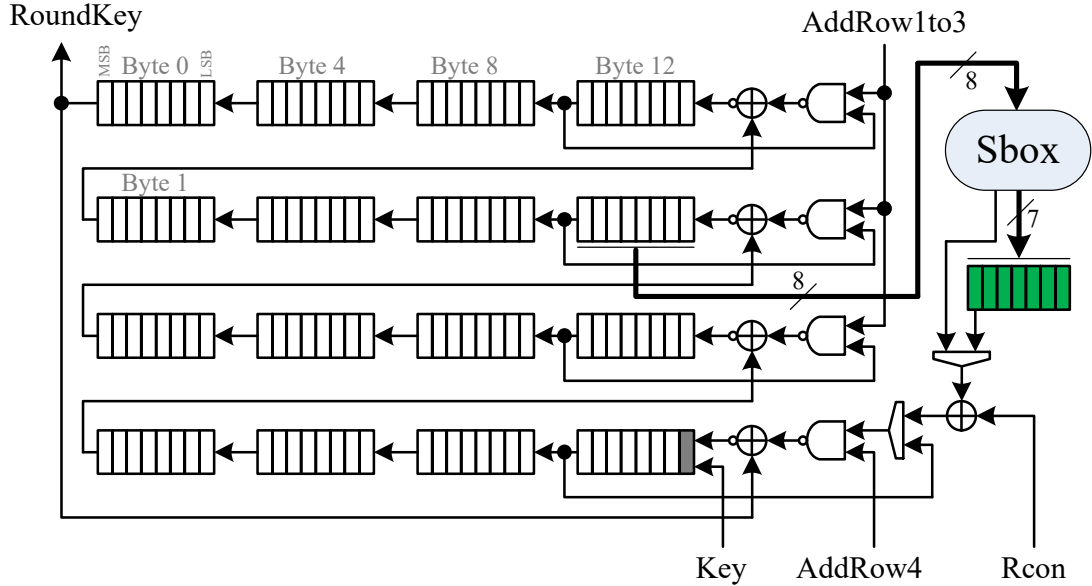 RoundKey
AddRow1to3
MSB
Byte 0
LSB
Byte 4
Byte 8
Byte 12
8
Sbox
Byte 1
7
8
Key
AddRow4
Rcon